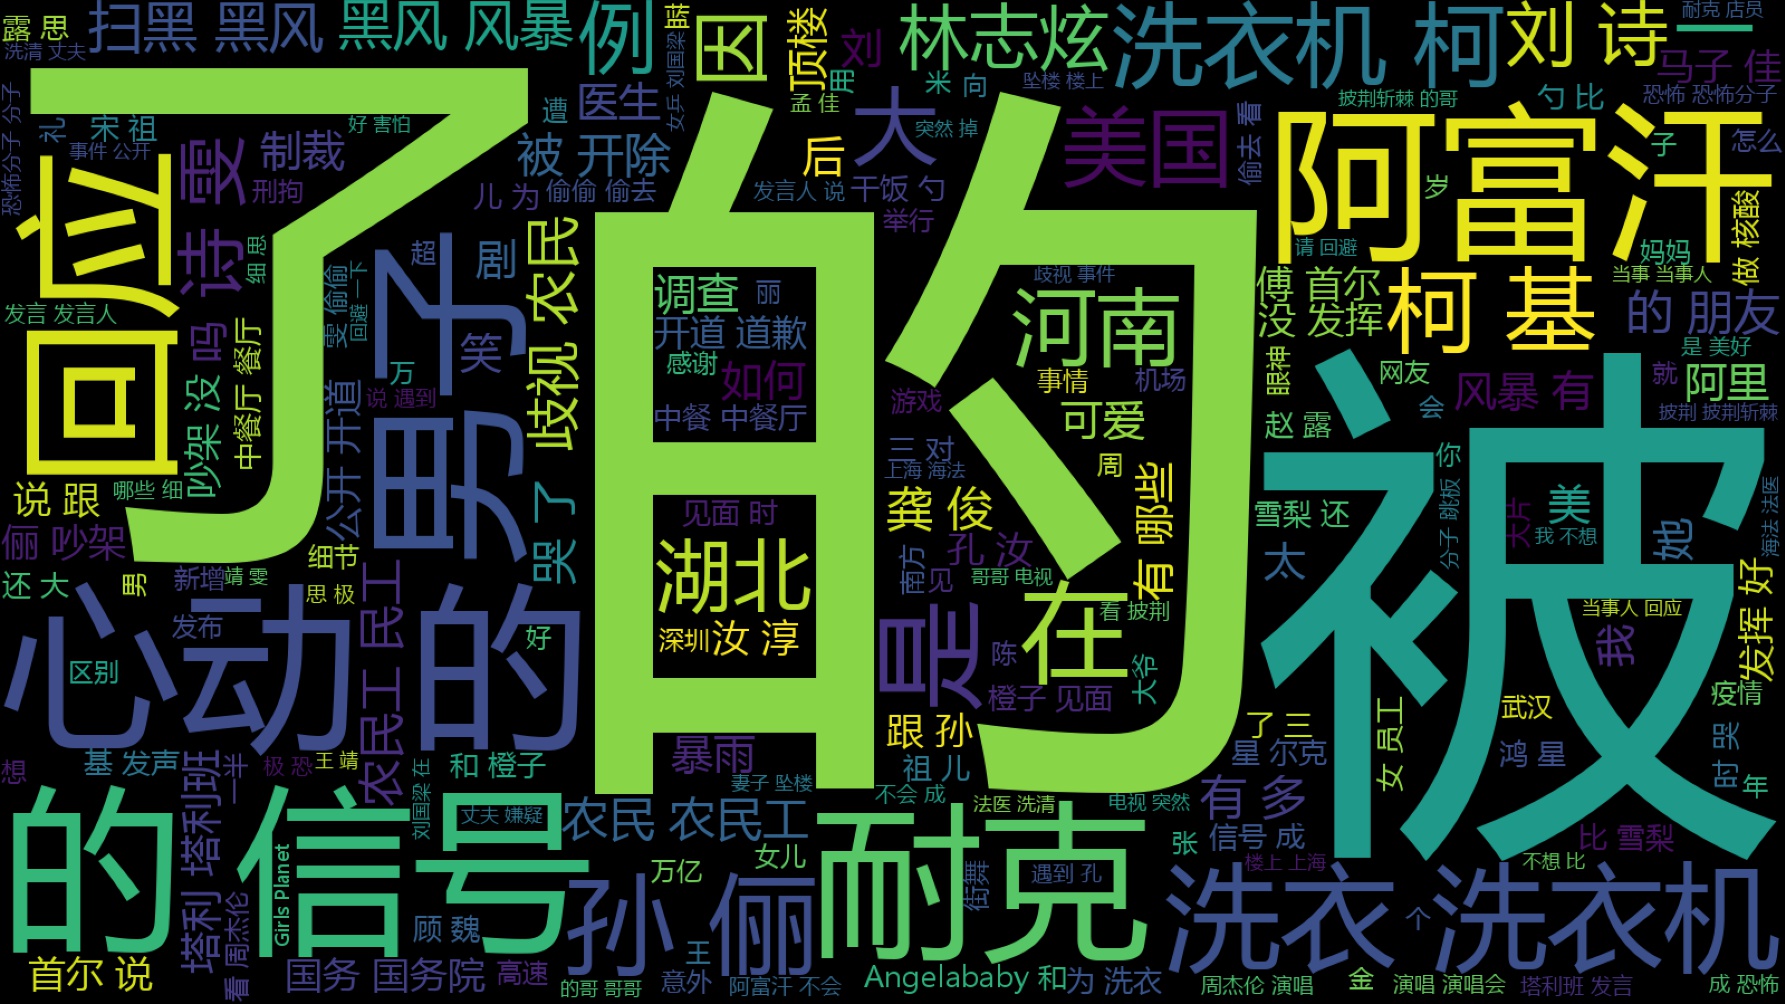 露 思
洗清 丈夫
扫黑 黑风
黑风 风暴
例
蓝
刘国梁
女乒
因
顶楼
刘
用
林志炫
米 向
坠楼 楼上
洗衣机 柯
刘 诗
一
耐克 店员
马子 佳
恐怖 恐怖分子
勺 比
披荆斩棘 的哥
恐怖分子 分子
礼
宋 祖
事件 公开
雯
诗
制裁
刑拘
好 害怕
遭
医生
被 开除
儿 为
偷偷 偷去
孟 佳
后
大
突然 掉
发言人 说
干饭 勺
举行
美国
偷去 看
阿富汗
岁
子
怎么
做 核酸
请 回避
妈妈
当事 当事人
回应
了
的
被
细 思
雯 偷偷
回避 一下
超
剧
歧视 农民
男子
笑
万
说 遇到
调查
丽
开道 道歉
感谢
如何
中餐 中餐厅
歧视 事件
河南
事情
机场
可爱
游戏
周
三 对
上海 海法
龚 俊
有 哪些
傅 首尔
没 发挥
柯 基
的 朋友
是 美好
眼神
网友
风暴 有
就
阿里
披荆 披荆斩棘
赵 露
会
你
发言 发言人
吗
吵架 没
中餐厅 餐厅
公开 开道
说 跟
哪些 细
俪 吵架
细节
哭 了
还 大
男
新增
靖 雯
思 极
发布
农民工 民工
见面 时
湖北
深圳
汝 淳
南方
见
孔 汝
哥哥 电视
是
在
看 披荆
陈
大爷
橙子 见面
雪梨 还
太
分子 跳板
大片
美
我 不想
她
海法 法医
当事人 回应
我
发挥 好
疫情
心动 的
区别
好
跟 孙
祖 儿
了 三
星 尔克
女 员工
武汉
鸿 星
时 哭
年
想
基 发声
塔利 塔利班
一半
极 恐
王 靖
和 橙子
刘国梁 在
暴雨
妻子 坠楼
不会 成
法医 洗清
电视 突然
有 多
的 信号
Girls Planet
丈夫 嫌疑
农民 农民工
女儿
万亿
耐克
张
信号 成
楼上 上海
比 雪梨
不想 比
看 周杰伦
顾 魏
孙 俪
街舞
遇到 孔
洗衣 洗衣机
个
首尔 说
国务 国务院
高速
的哥 哥哥
王
意外
阿富汗 不会
Angelababy 和
为 洗衣
周杰伦 演唱
金
演唱 演唱会
塔利班 发言
成 恐怖